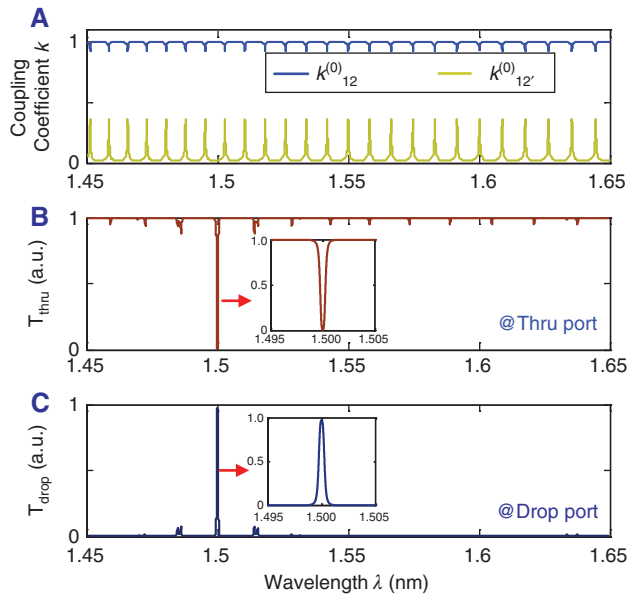 A
Coupling
Coefficient k
1
0
k(0)12
k(0)12′
1.45
1.5
1.55
1.6
1.65
B
Tthru (a.u.)
1
0
1.0
0.5
0
1.495
1.500
1.505
@Thru port
1.45
1.5
1.55
1.6
1.65
C
Tdrop (a.u.)
1
0
1.0
0.5
0
1.495
1.500
1.505
@Drop port
1.45
1.5
1.55
1.6
1.65
Wavelength λ (nm)